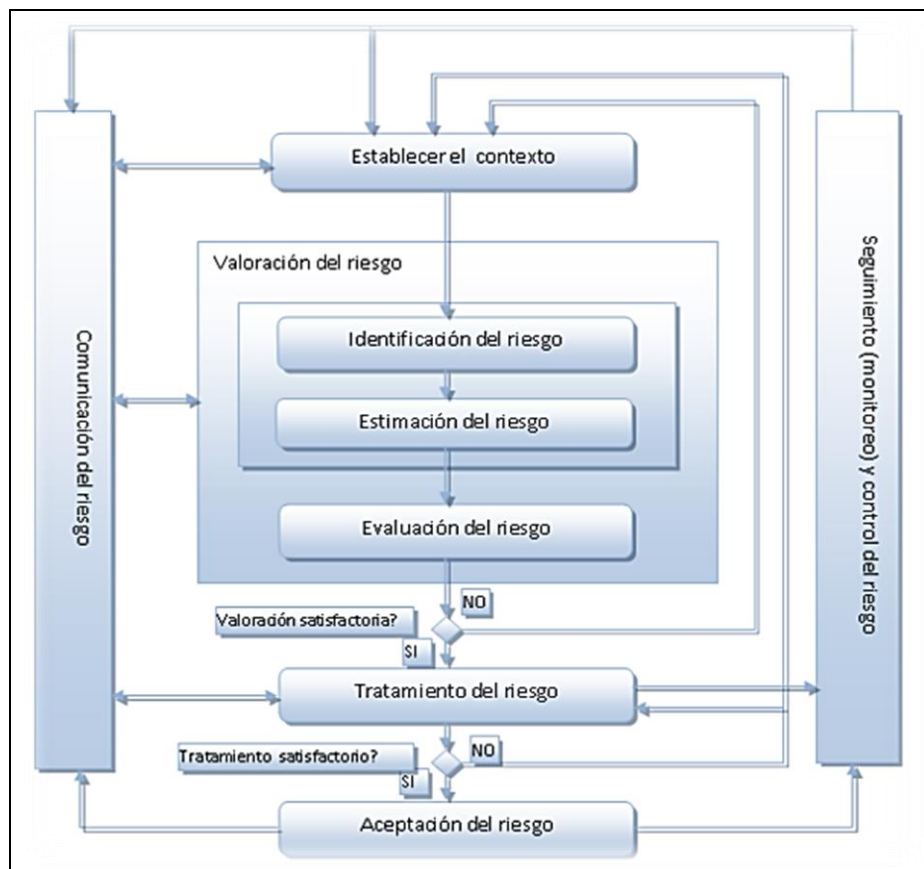 Establecer el contexto
Valoración del riesgo
Identificación del riesgo
Estimación del riesgo
Evaluación del riesgo
NO
Valoración satisfactoria?
SI
Tratamiento del riesgo
NO
Tratamiento satisfactorio?
SI
Aceptación del riesgo
Comunicación del riesgo
Seguimiento (monitoreo) y control del riesgo